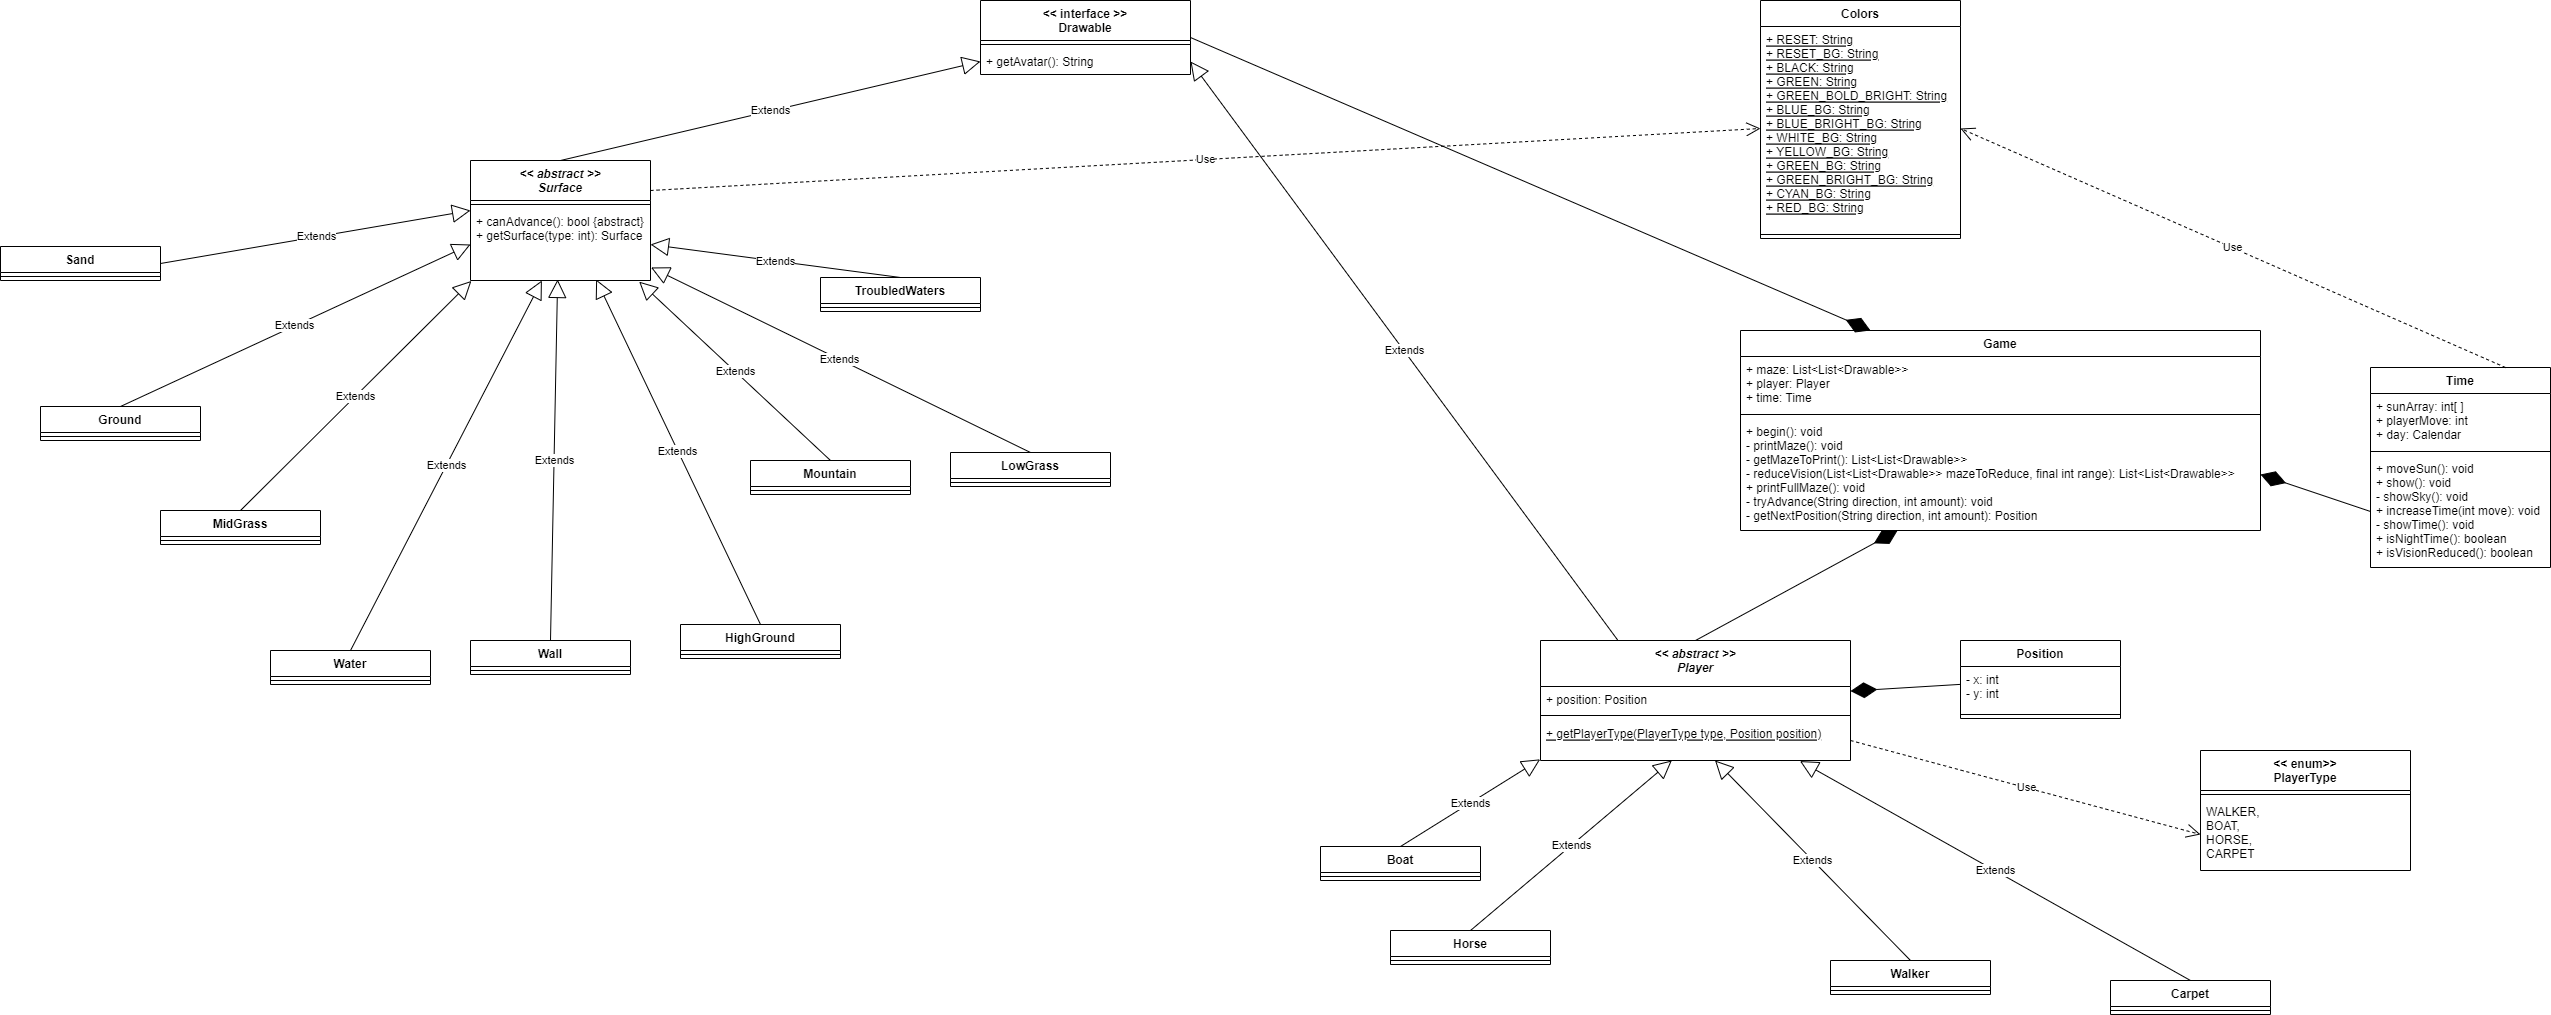 << interface >>
Drawable
+ getAvatar(): String
Colors
+ RESET: String
+ RESET_BG: String
+ BLACK: String
+ GREEN: String
+ GREEN_BOLD_BRIGHT: String
+ BLUE_BG: String
+ BLUE_BRIGHT_BG: String
+ WHITE_BG: String
+ YELLOW_BG: String
+ GREEN_BG: String
+ GREEN_BRIGHT_BG: String
+ CYAN_BG: String
+ RED_BG: String
Extends
Use
<< abstract >>
Surface
+ canAdvance(): bool {abstract}
+ getSurface(type: int): Surface
Extends
Sand
Extends
TroubledWaters
Use
Extends
Ground
Extends
MidGrass
Extends
Water
Extends
Wall
Extends
HighGround
Extends
Mountain
Extends
LowGrass
Extends
Game
+ maze: List<List<Drawable>>
+ player: Player
+ time: Time
+ begin(): void
- printMaze(): void
- getMazeToPrint(): List<List<Drawable>>
- reduceVision(List<List<Drawable>> mazeToReduce, final int range): List<List<Drawable>>
+ printFullMaze(): void
- tryAdvance(String direction, int amount): void
- getNextPosition(String direction, int amount): Position
Time
+ sunArray: int[ ]
+ playerMove: int
+ day: Calendar
+ moveSun(): void
+ show(): void
- showSky(): void
+ increaseTime(int move): void
- showTime(): void
+ isNightTime(): boolean
+ isVisionReduced(): boolean
<< abstract >>
Player
+ position: Position
+ getPlayerType(PlayerType type, Position position)
Position
- x: int
- y: int
Use
<< enum>>
PlayerType
WALKER,
BOAT,
HORSE,
CARPET
Extends
Boat
Extends
Horse
Extends
Walker
Extends
Carpet